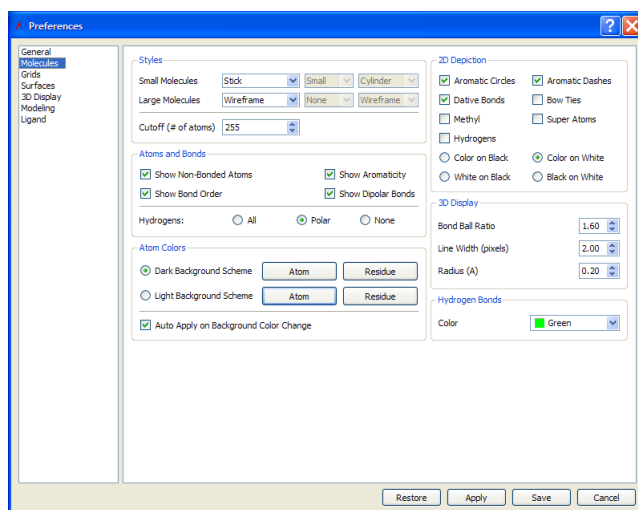 Preferences
General
Molecules
Grids
Surfaces
3D Display
Modeling
Ligand
Styles
Small Molecules Stick Small Cylinder
Large Molecules Wireframe None Wireframe
Cutoff (# of atoms) 255
Atoms and Bonds
Show Non-Bonded Atoms Show Aromaticity
Show Bond Order Show Dipolar Bonds
Hydrogens: All Polar None
Atom Colors
Dark Background Scheme Atom Residue
Light Background Scheme Atom Residue
Auto Apply on Background Color Change
2D Depiction
Aromatic Circles Aromatic Dashes
Dative Bonds Bow Ties
Methyl Super Atoms
Hydrogens
Color on Black Color on White
White on Black Black on White
3D Display
Bond Ball Ratio 1.60
Line Width (pixels) 2.00
Radius (A) 0.20
Hydrogen Bonds
Color Green
Restore Apply Save Cancel